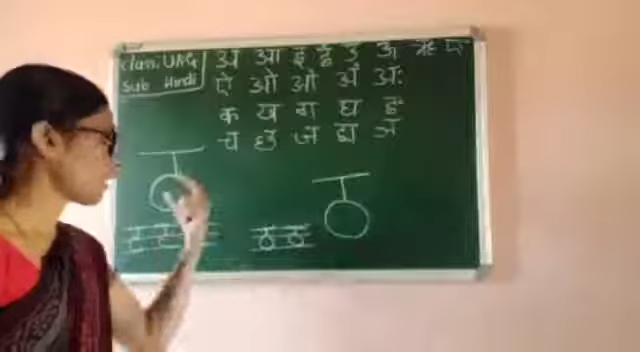 Class: UKG
Sub Hindi
अ आ इ ई उ ऊ ऋ ए
ऐ ओ औ अं अः
क ख ग घ ङ
च छ ज झ ञ
ठ
ट ट
ठ ठ